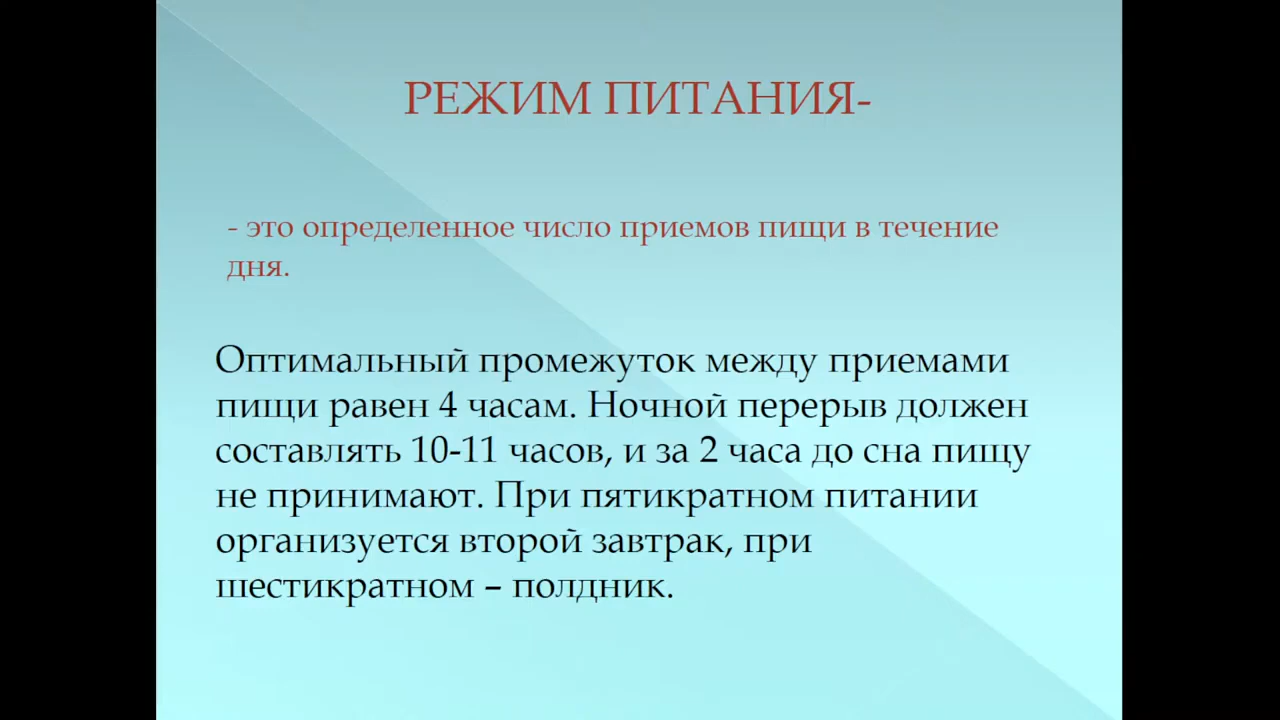 РЕЖИМ ПИТАНИЯ-
- это определенное число приемов пищи в течение
дня.
Оптимальный промежуток между приемами
пищи равен 4 часам. Ночной перерыв должен
составлять 10-11 часов, и за 2 часа до сна пищу
не принимают. При пятикратном питании
организуется второй завтрак, при
шестикратном – полдник.